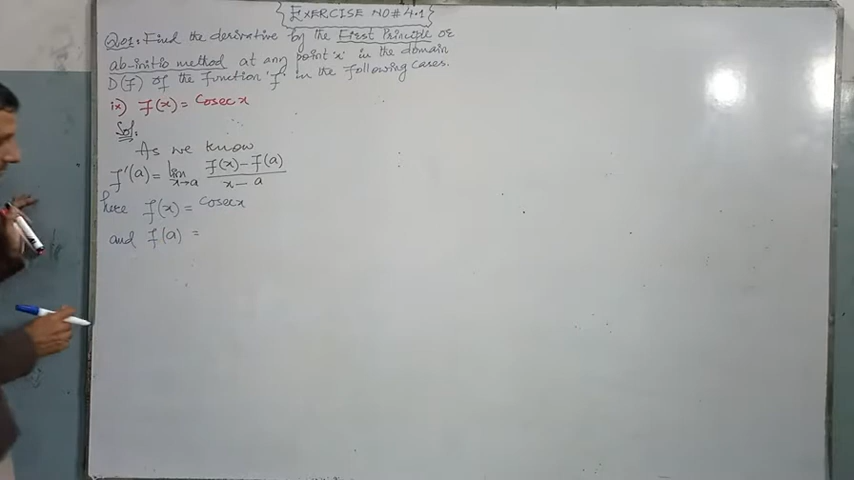 EXERCISE NO# 4.1
Q01: Find the derivative by the First Principle or
ab-initio method at any point 'x' in the domain
D(f) of the function 'f' in the following cases.
ix) f(x) = Cosec x
Sol.
As we know
f'(a) = lim x→a f(x) - f(a) / x - a
here f(x) = Cosec x
and f(a) =